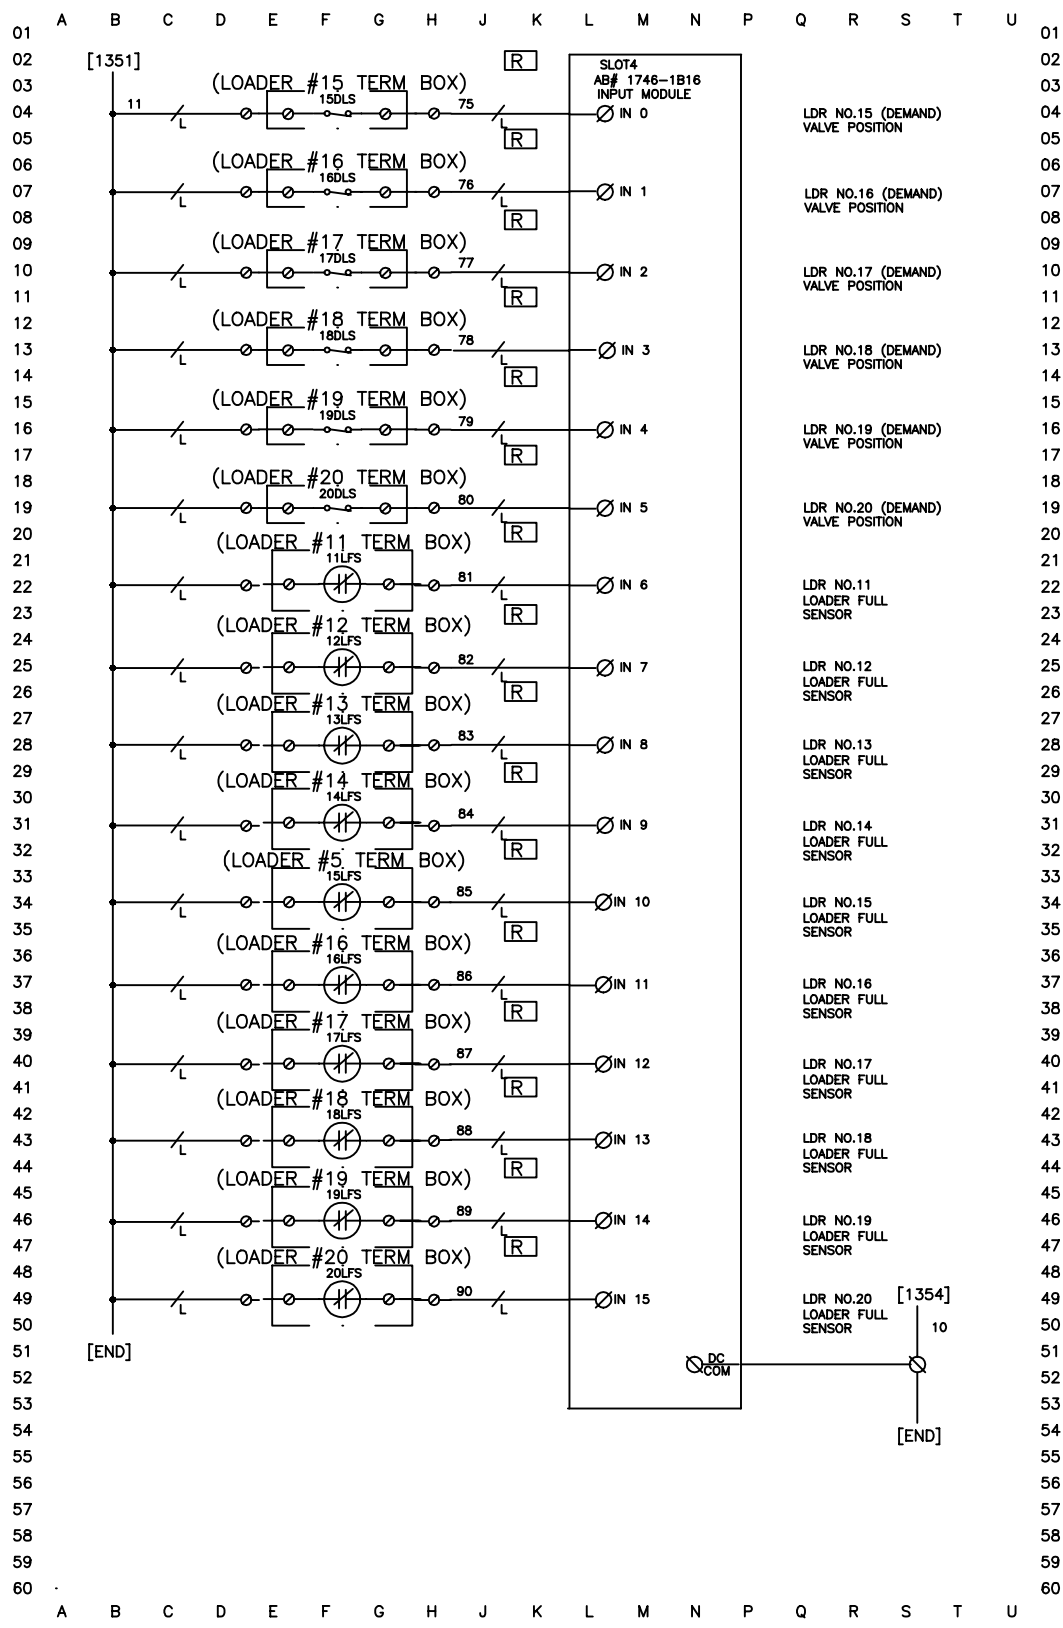 A B C D E F G H J K L M N P Q R S T U
01 01
02 [1351] R SLOT4 02
03 (LOADER #15 TERM BOX) AB# 1746-1B16 03
INPUT MODULE
04 11 L 15DLS 75 L IN 0 LDR NO.15 (DEMAND) 04
VALVE POSITION
05 R 05
06 (LOADER #16 TERM BOX) 06
07 L 16DLS 76 L IN 1 LDR NO.16 (DEMAND) 07
VALVE POSITION
08 R 08
09 (LOADER #17 TERM BOX) 09
10 L 17DLS 77 L IN 2 LDR NO.17 (DEMAND) 10
VALVE POSITION
11 R 11
12 (LOADER #18 TERM BOX) 12
13 L 18DLS 78 L IN 3 LDR NO.18 (DEMAND) 13
VALVE POSITION
14 R 14
15 (LOADER #19 TERM BOX) 15
16 L 19DLS 79 L IN 4 LDR NO.19 (DEMAND) 16
VALVE POSITION
17 R 17
18 (LOADER #20 TERM BOX) 18
19 L 20DLS 80 L IN 5 LDR NO.20 (DEMAND) 19
VALVE POSITION
20 R 20
(LOADER #11 TERM BOX)
21 11LFS 21
22 L 81 L IN 6 LDR NO.11 22
LOADER FULL
23 R SENSOR 23
(LOADER #12 TERM BOX)
24 12LFS 24
25 L 82 L IN 7 LDR NO.12 25
LOADER FULL
26 R SENSOR 26
(LOADER #13 TERM BOX)
27 13LFS 27
28 L 83 L IN 8 LDR NO.13 28
LOADER FULL
29 R SENSOR 29
(LOADER #14 TERM BOX)
30 14LFS 30
31 L 84 L IN 9 LDR NO.14 31
LOADER FULL
32 R SENSOR 32
(LOADER #5 TERM BOX)
33 15LFS 33
34 L 85 L IN 10 LDR NO.15 34
LOADER FULL
35 R SENSOR 35
(LOADER #16 TERM BOX)
36 16LFS 36
37 L 86 L IN 11 LDR NO.16 37
LOADER FULL
38 R SENSOR 38
(LOADER #17 TERM BOX)
39 17LFS 39
40 L 87 L IN 12 LDR NO.17 40
LOADER FULL
41 R SENSOR 41
(LOADER #18 TERM BOX)
42 18LFS 42
43 L 88 L IN 13 LDR NO.18 43
LOADER FULL
44 R SENSOR 44
(LOADER #19 TERM BOX)
45 19LFS 45
46 L 89 L IN 14 LDR NO.19 46
LOADER FULL
47 R SENSOR 47
(LOADER #20 TERM BOX)
48 20LFS 48
49 L 90 L IN 15 LDR NO.20 [1354] 49
LOADER FULL
50 SENSOR 10 50
51 [END] DC 51
52 COM 52
53 53
54 [END] 54
55 55
56 56
57 57
58 58
59 59
60 60
A B C D E F G H J K L M N P Q R S T U